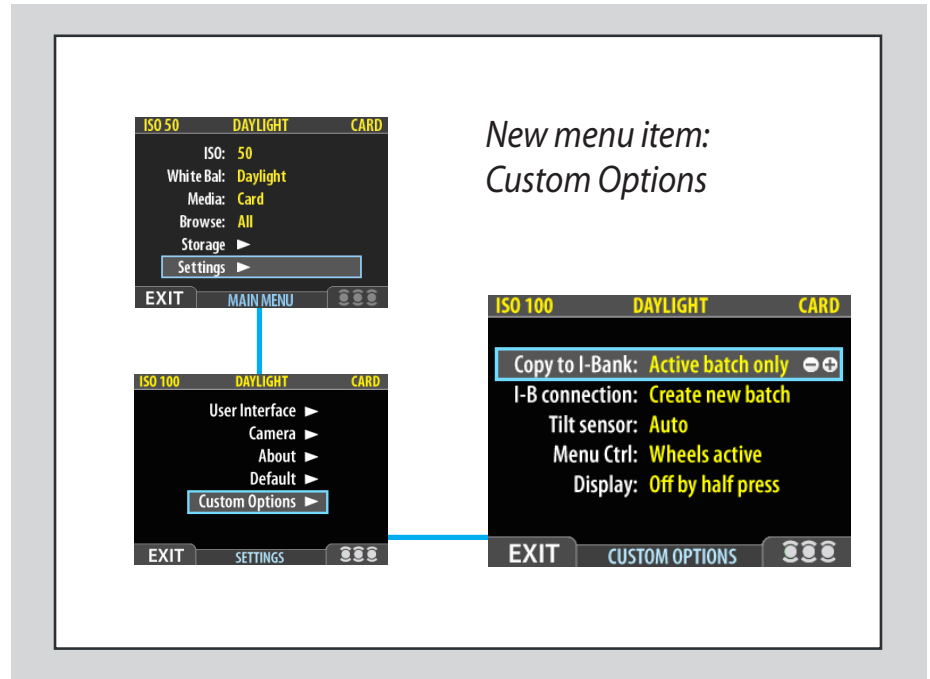 New menu item:
Custom Options
ISO 50 DAYLIGHT CARD
ISO: 50
White Bal: Daylight
Media: Card
Browse: All
Storage ►
Settings ►
EXIT MAIN MENU
ISO 100 DAYLIGHT CARD
User Interface ►
Camera ►
About ►
Default ►
Custom Options ►
EXIT SETTINGS
ISO 100 DAYLIGHT CARD
Copy to I-Bank: Active batch only
I-B connection: Create new batch
Tilt sensor: Auto
Menu Ctrl: Wheels active
Display: Off by half press
EXIT CUSTOM OPTIONS